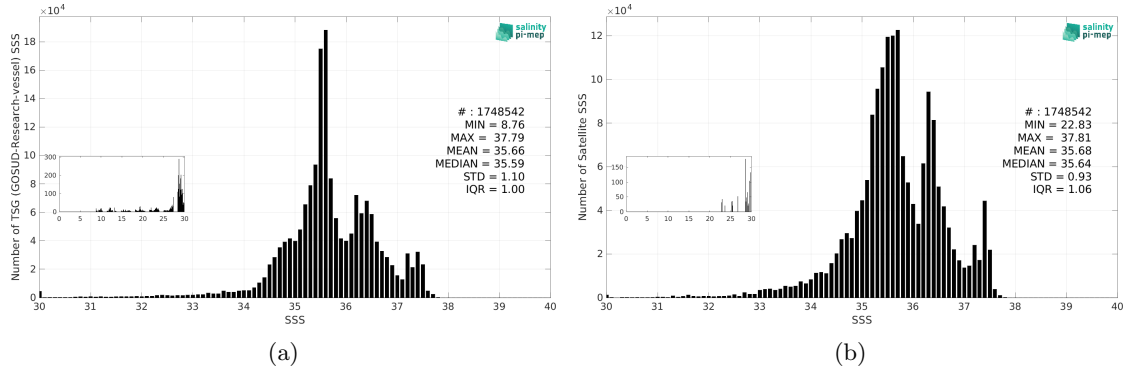 ×10⁴
salinity
pi-mep
Number of TSG (GOSUD-Research-vessel) SSS
18
16
14
12
10
8
6
4
2
0
# : 1748542
MIN = 8.76
MAX = 37.79
MEAN = 35.66
MEDIAN = 35.59
STD = 1.10
IQR = 1.00
300
200
100
0
0 5 10 15 20 25 30
30 31 32 33 34 35 36 37 38 39 40
SSS
(a)
×10⁴
salinity
pi-mep
Number of Satellite SSS
12
10
8
6
4
2
0
# : 1748542
MIN = 22.83
MAX = 37.81
MEAN = 35.68
MEDIAN = 35.64
STD = 0.93
IQR = 1.06
150
100
50
0
0 5 10 15 20 25 30
30 31 32 33 34 35 36 37 38 39 40
SSS
(b)